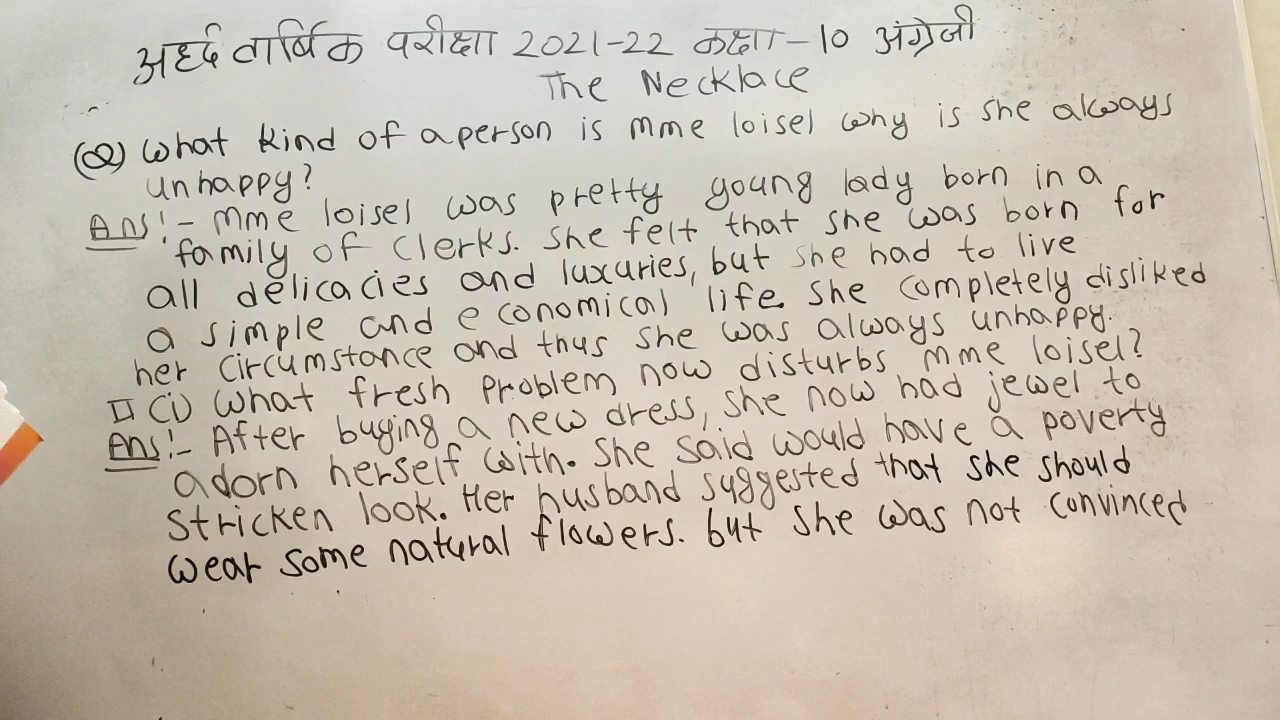 अर्ध्द वार्षिक परीक्षा 2021-22 कक्षा-10 अंग्रेजी
The Necklace
(Q) What kind of a person is mme loisel why is she always
unhappy?
Ans!- Mme loisel was pretty young lady born in a
family of Clerks. She felt that she was born for
all delicacies and luxuries, but she had to live
a simple and economical life. She completely disliked
her Circumstance and thus she was always unhappy.
II (i) What fresh problem now disturbs mme loisel?
Ans!- After buying a new dress, she now had jewel to
adorn herself with. She said would have a poverty
stricken look. Her husband suggested that she should
wear some natural flowers. but she was not convinced